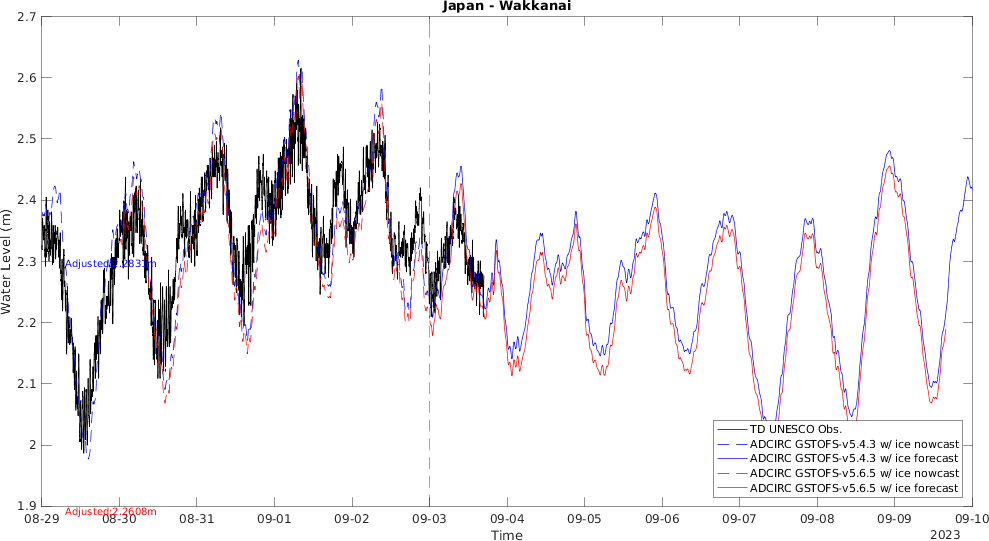 Japan - Wakkanai
2.7
2.6
2.5
2.4
2.3
2.2
2.1
2
1.9
Water Level (m)
TD UNESCO Obs.
ADCIRC GSTOFS-v5.4.3 w/ ice nowcast
ADCIRC GSTOFS-v5.4.3 w/ ice forecast
ADCIRC GSTOFS-v5.6.5 w/ ice nowcast
ADCIRC GSTOFS-v5.6.5 w/ ice forecast
Adjusted:2.2608m
08-29 08-30 08-31 09-01 09-02 09-03 09-04 09-05 09-06 09-07 09-08 09-09 09-10
Time
2023